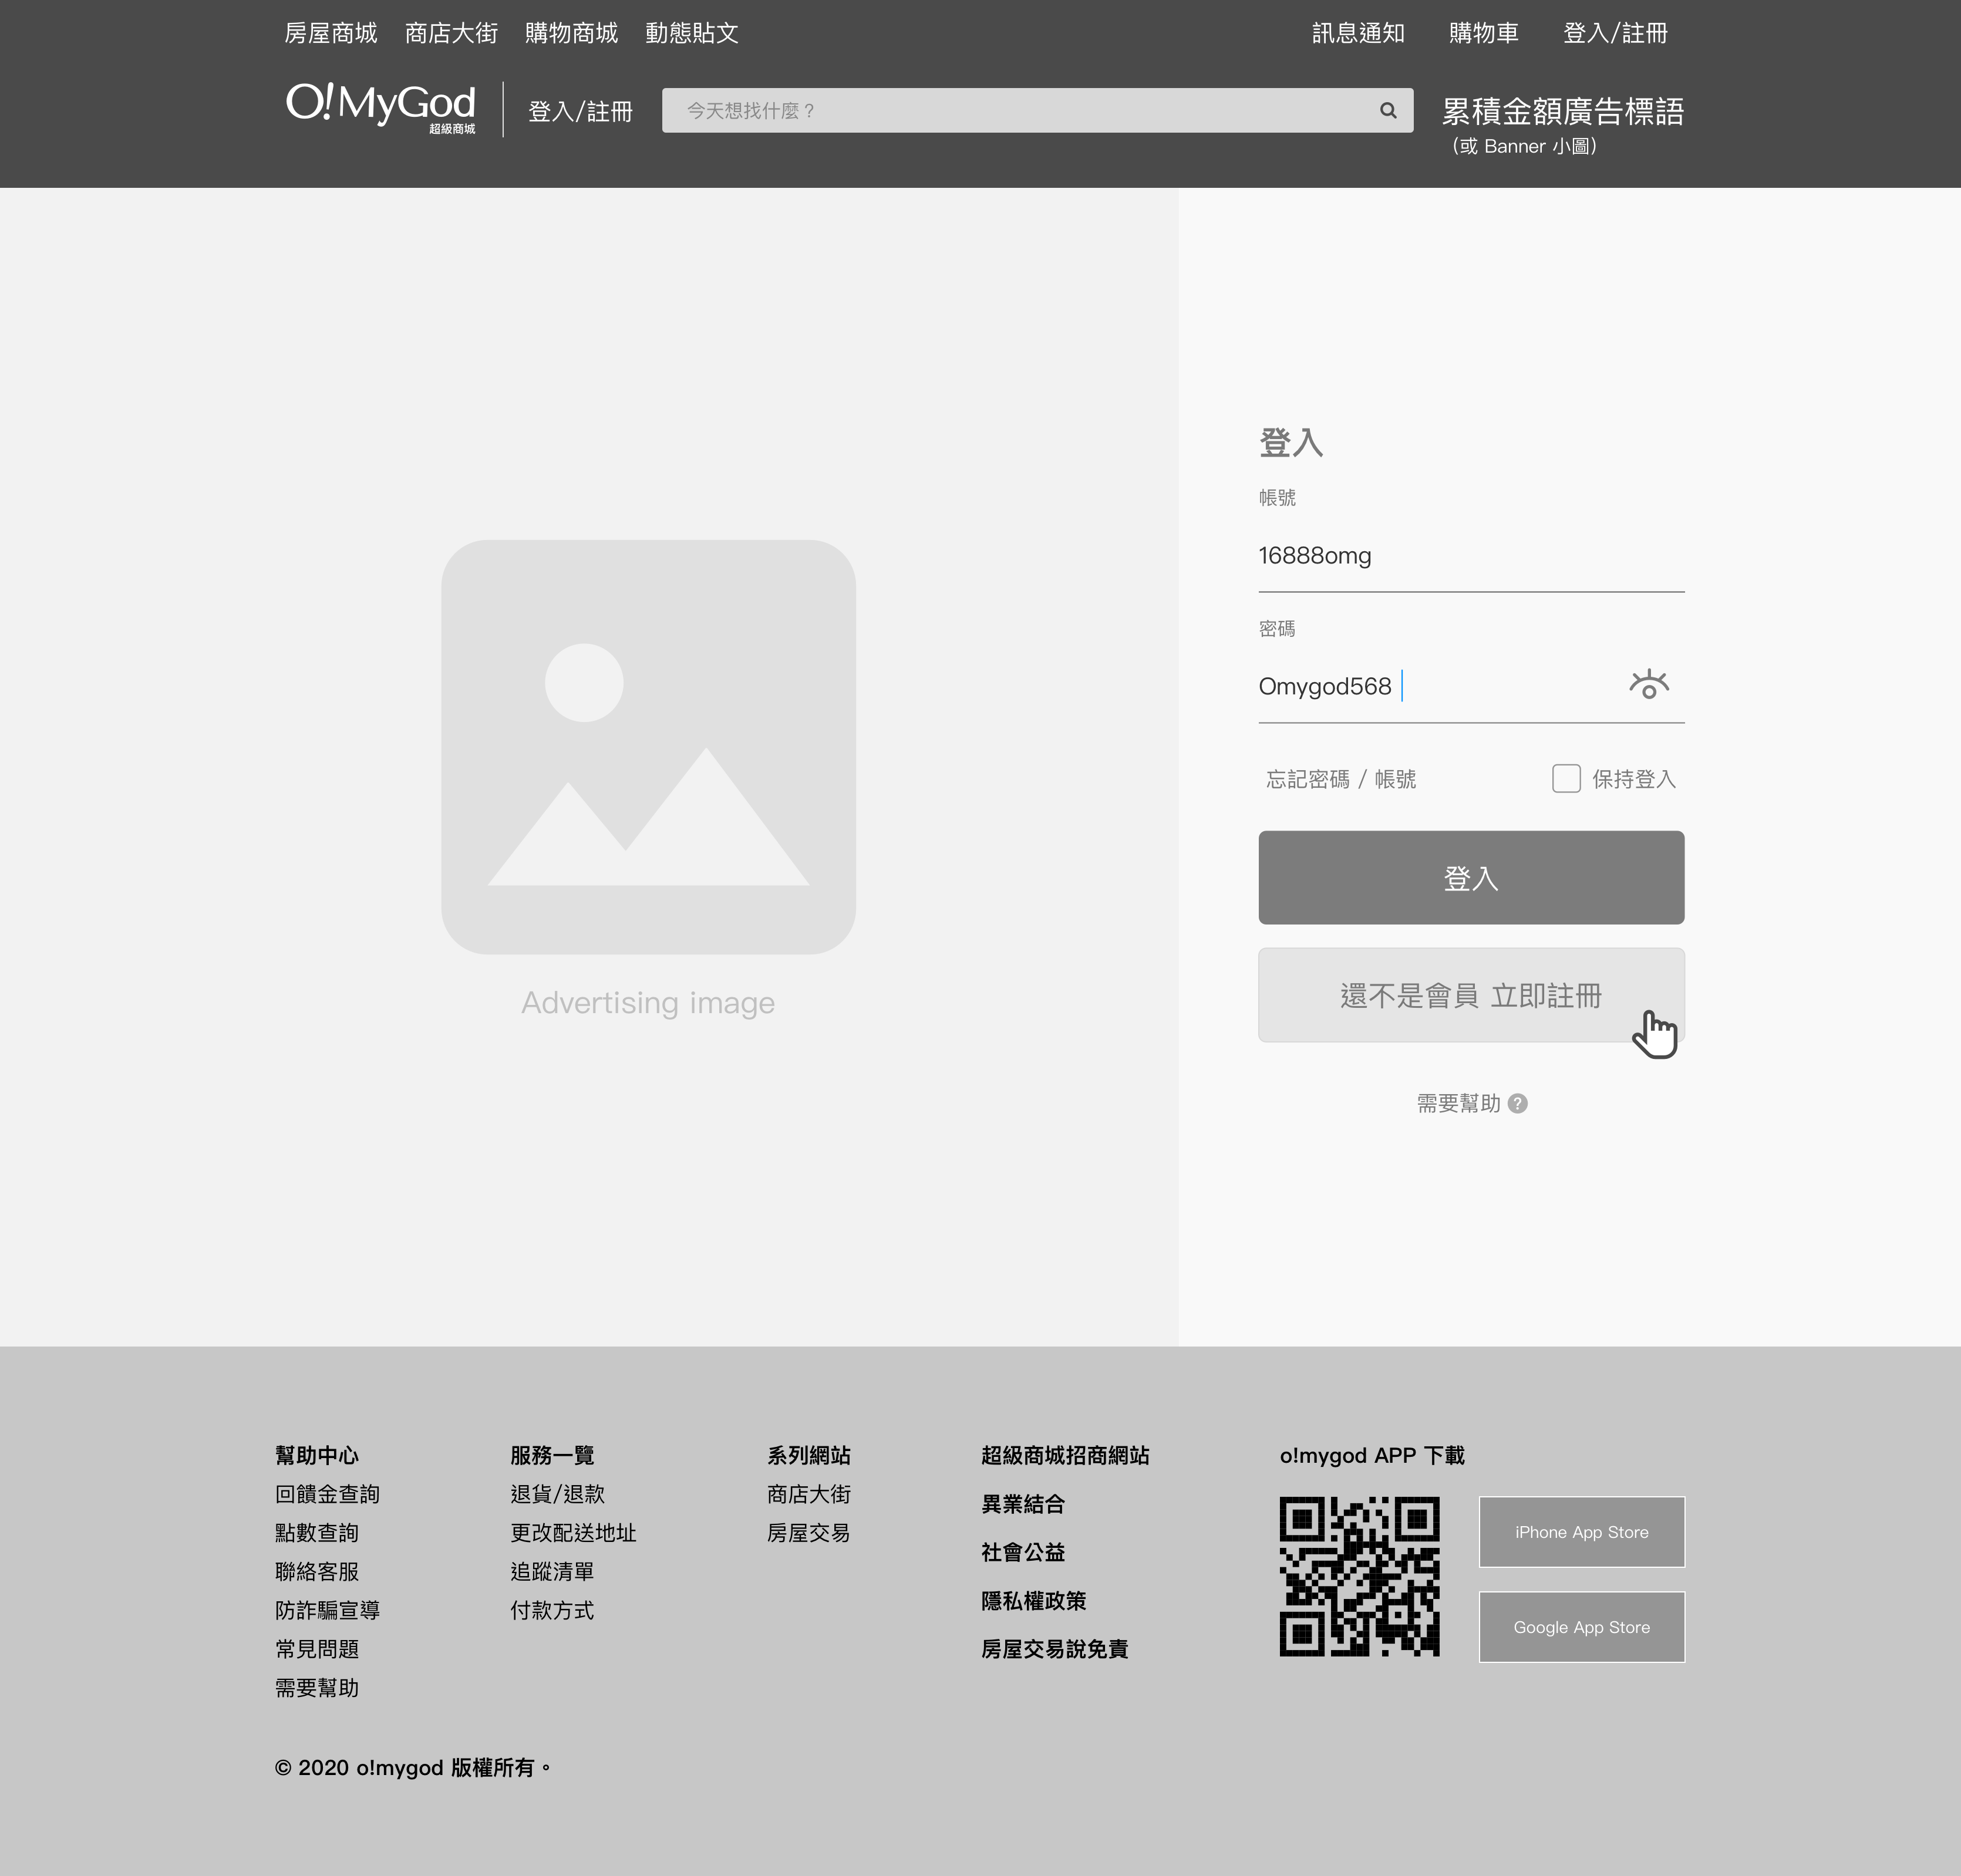 房屋商城 商店大街 購物商城 動態貼文 訊息通知 購物車 登入/註冊
O!MyGod
超級商城
登入/註冊
今天想找什麼？
累積金額廣告標語
(或 Banner 小圖)
Advertising image
登入
帳號
16888omg
密碼
Omygod568
忘記密碼 / 帳號
保持登入
登入
還不是會員 立即註冊
需要幫助 ?
幫助中心
回饋金查詢
點數查詢
聯絡客服
防詐騙宣導
常見問題
需要幫助
服務一覽
退貨/退款
更改配送地址
追蹤清單
付款方式
系列網站
商店大街
房屋交易
超級商城招商網站
異業結合
社會公益
隱私權政策
房屋交易說免責
o!mygod APP 下載
iPhone App Store
Google App Store
© 2020 o!mygod 版權所有。